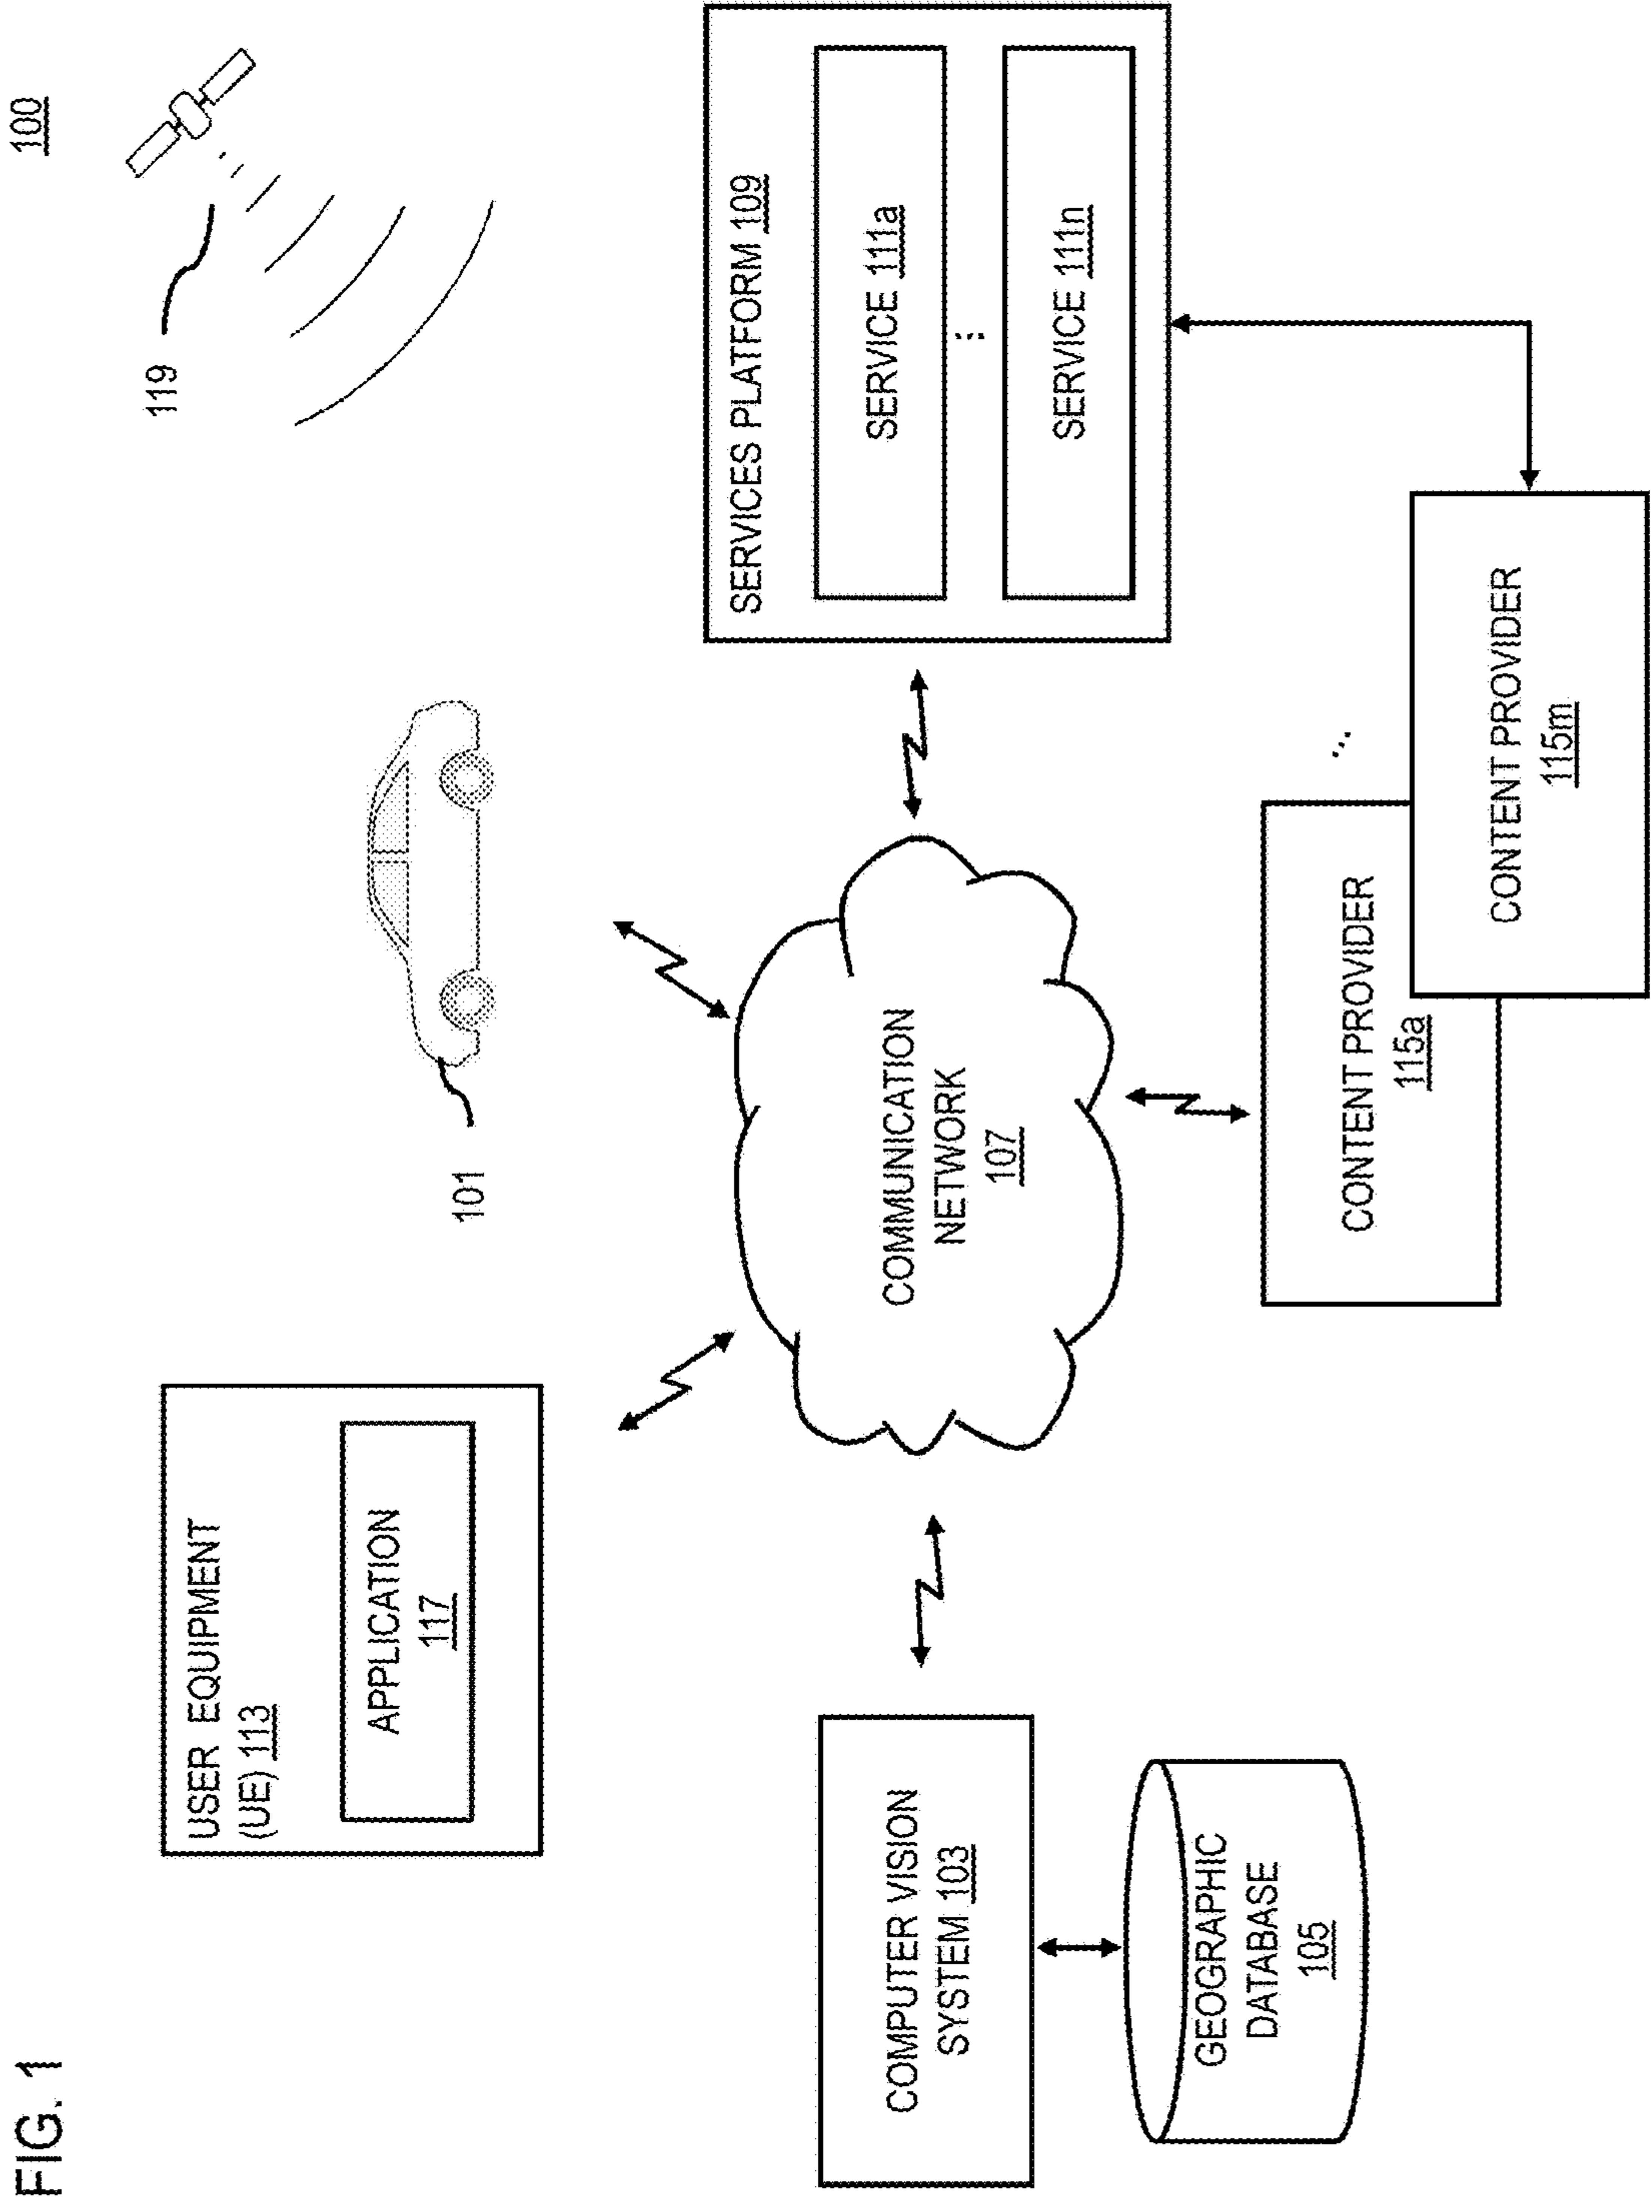 FIG. 1
100
USER EQUIPMENT
(UE) 113
APPLICATION
117
101
119
COMPUTER VISION
SYSTEM 103
GEOGRAPHIC
DATABASE
105
COMMUNICATION
NETWORK
107
SERVICES PLATFORM 109
SERVICE 111a
...
SERVICE 111n
CONTENT PROVIDER
115a
...
CONTENT PROVIDER
115m